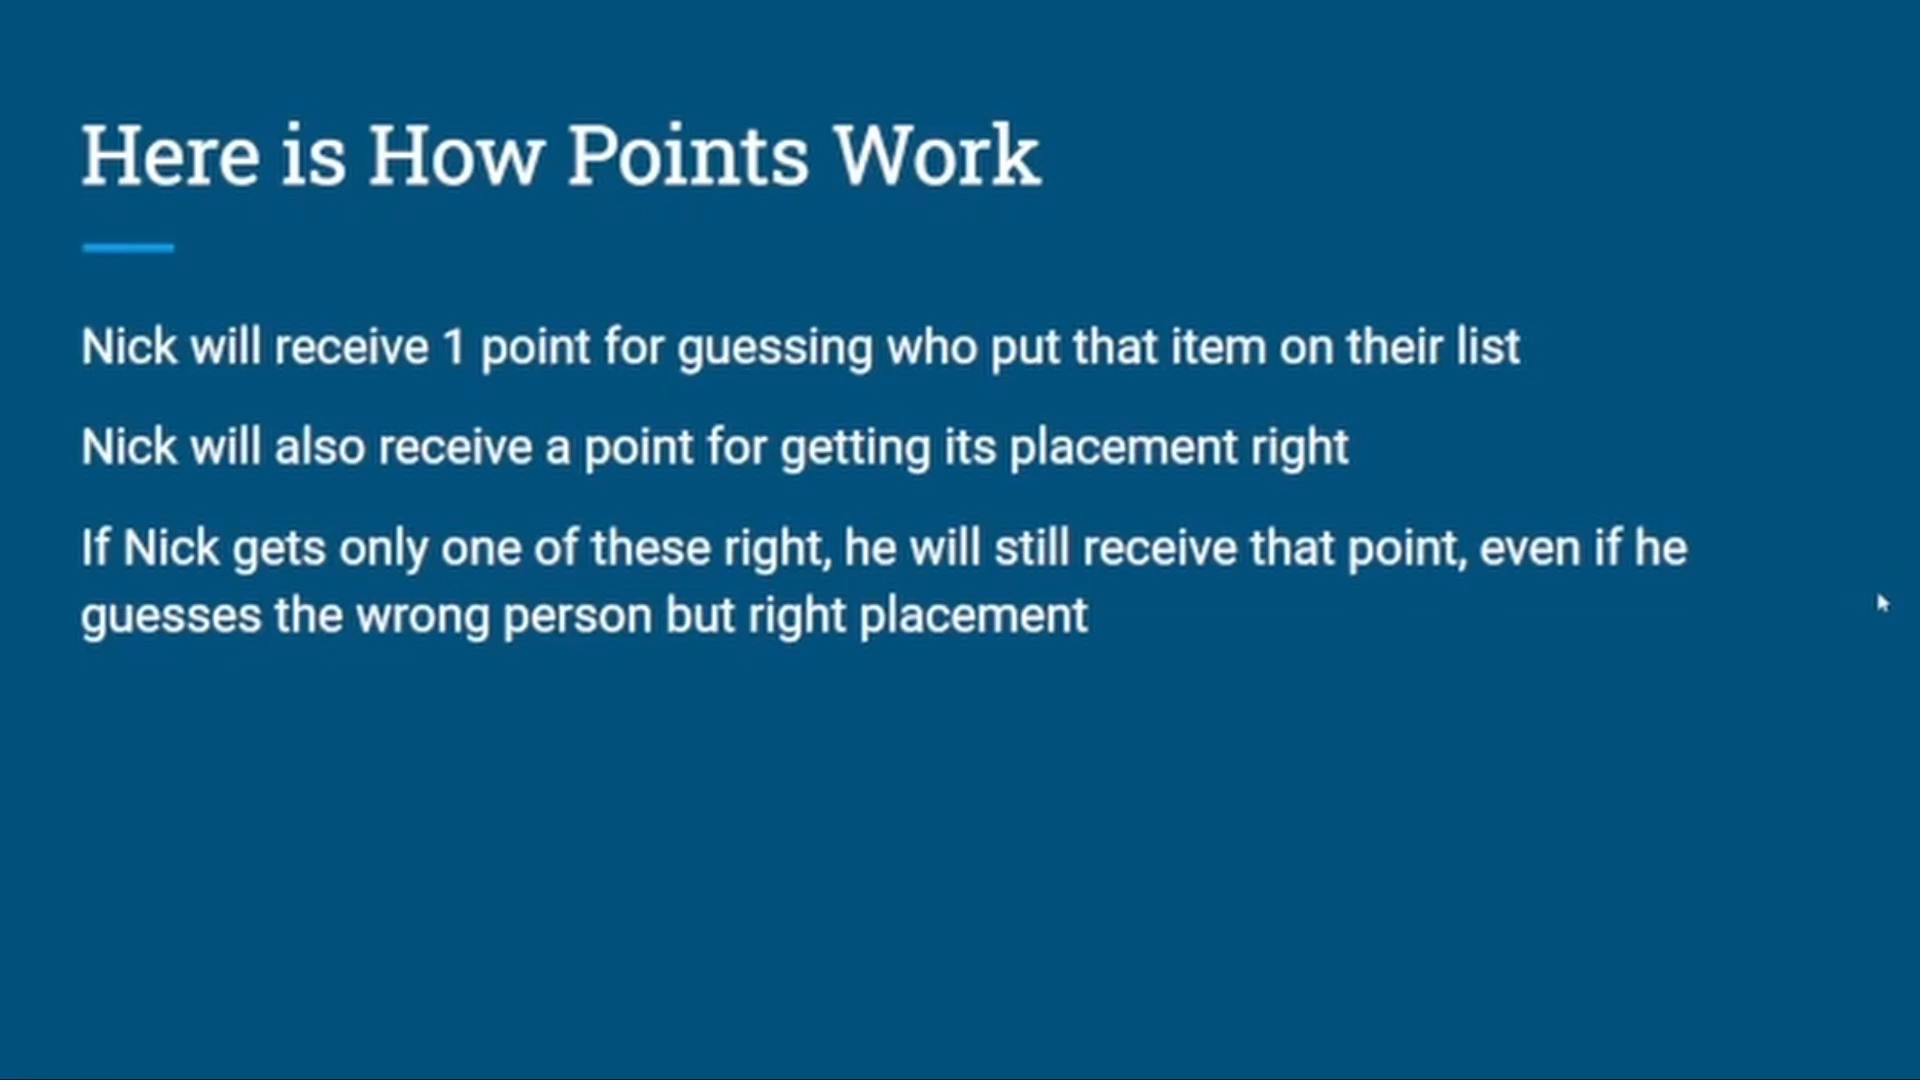 Here is How Points Work
Nick will receive 1 point for guessing who put that item on their list
Nick will also receive a point for getting its placement right
If Nick gets only one of these right, he will still receive that point, even if he
guesses the wrong person but right placement